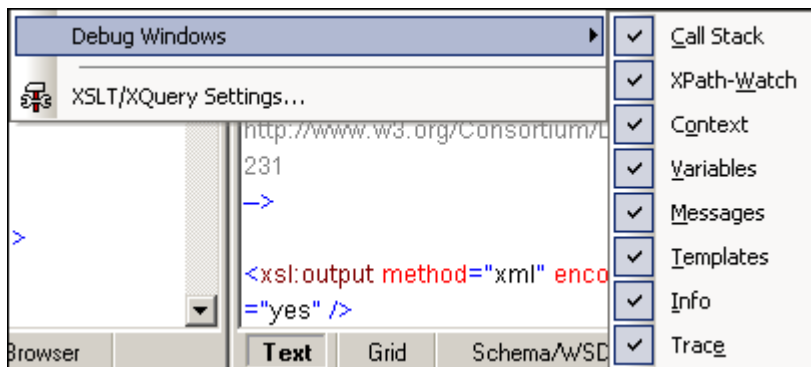 Debug Windows
XSLT/XQuery Settings...
Call Stack
XPath-Watch
Context
Variables
Messages
Templates
Info
Trace
http://www.w3.org/Consortium/
231
-->
>
<xsl:output method="xml"
="yes" />
Browser
Text Grid Schema/WSD